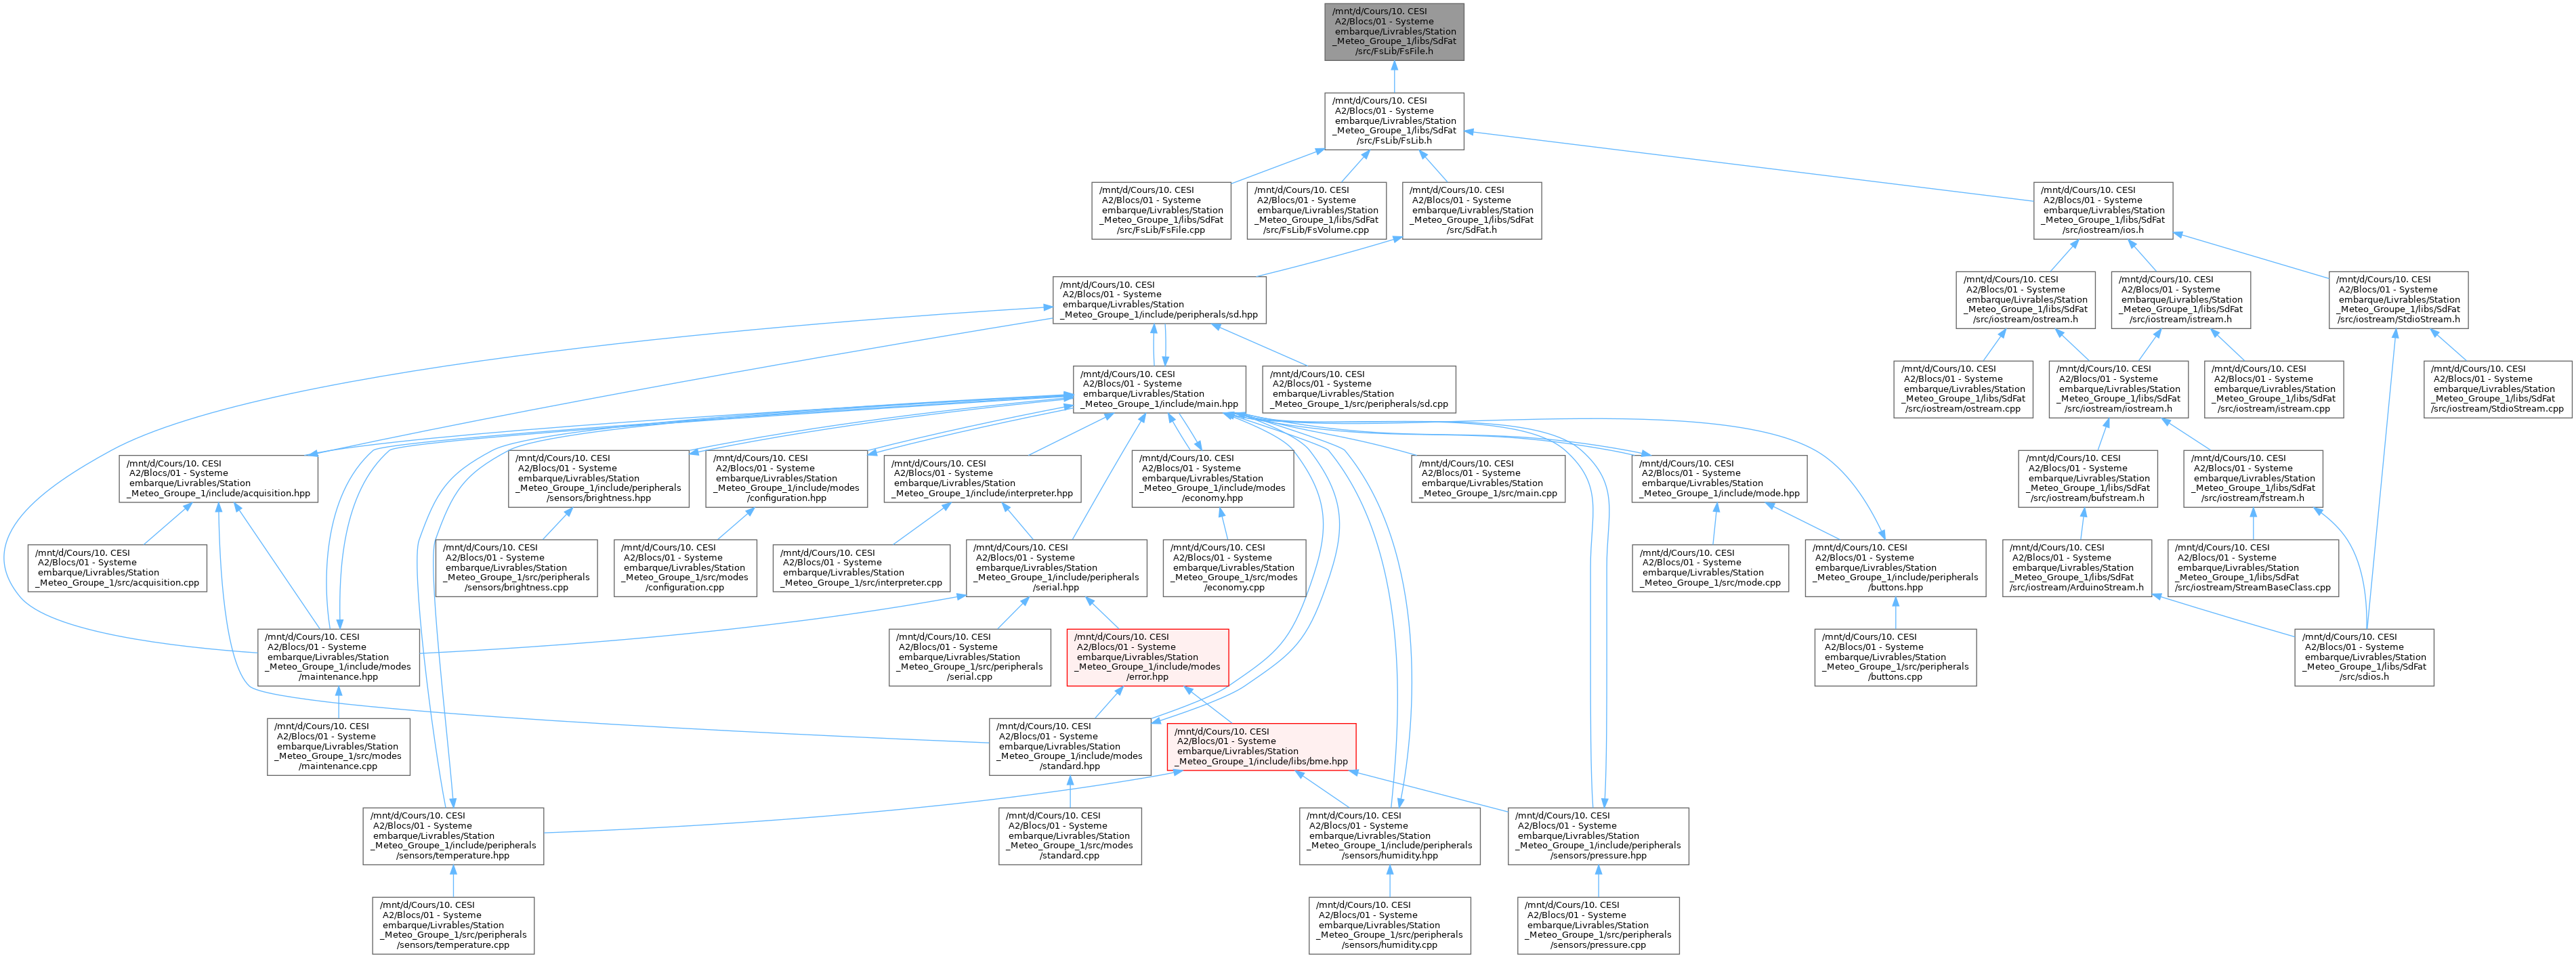 /mnt/d/Cours/10. CESI
A2/Blocs/01 - Systeme
embarque/Livrables/Station
_Meteo_Groupe_1/libs/SdFat
/src/FsLib/FsFile.h
/mnt/d/Cours/10. CESI
A2/Blocs/01 - Systeme
embarque/Livrables/Station
_Meteo_Groupe_1/libs/SdFat
/src/FsLib/FsLib.h
/mnt/d/Cours/10. CESI
A2/Blocs/01 - Systeme
embarque/Livrables/Station
_Meteo_Groupe_1/libs/SdFat
/src/FsLib/FsFile.cpp
/mnt/d/Cours/10. CESI
A2/Blocs/01 - Systeme
embarque/Livrables/Station
_Meteo_Groupe_1/libs/SdFat
/src/FsLib/FsVolume.cpp
/mnt/d/Cours/10. CESI
A2/Blocs/01 - Systeme
embarque/Livrables/Station
_Meteo_Groupe_1/libs/SdFat
/src/SdFat.h
/mnt/d/Cours/10. CESI
A2/Blocs/01 - Systeme
embarque/Livrables/Station
_Meteo_Groupe_1/libs/SdFat
/src/iostream/ios.h
/mnt/d/Cours/10. CESI
A2/Blocs/01 - Systeme
embarque/Livrables/Station
_Meteo_Groupe_1/include/peripherals/sd.hpp
/mnt/d/Cours/10. CESI
A2/Blocs/01 - Systeme
embarque/Livrables/Station
_Meteo_Groupe_1/libs/SdFat
/src/iostream/ostream.h
/mnt/d/Cours/10. CESI
A2/Blocs/01 - Systeme
embarque/Livrables/Station
_Meteo_Groupe_1/libs/SdFat
/src/iostream/istream.h
/mnt/d/Cours/10. CESI
A2/Blocs/01 - Systeme
embarque/Livrables/Station
_Meteo_Groupe_1/libs/SdFat
/src/iostream/StdioStream.h
/mnt/d/Cours/10. CESI
A2/Blocs/01 - Systeme
embarque/Livrables/Station
_Meteo_Groupe_1/include/main.hpp
/mnt/d/Cours/10. CESI
A2/Blocs/01 - Systeme
embarque/Livrables/Station
_Meteo_Groupe_1/src/peripherals/sd.cpp
/mnt/d/Cours/10. CESI
A2/Blocs/01 - Systeme
embarque/Livrables/Station
_Meteo_Groupe_1/libs/SdFat
/src/iostream/ostream.cpp
/mnt/d/Cours/10. CESI
A2/Blocs/01 - Systeme
embarque/Livrables/Station
_Meteo_Groupe_1/libs/SdFat
/src/iostream/iostream.h
/mnt/d/Cours/10. CESI
A2/Blocs/01 - Systeme
embarque/Livrables/Station
_Meteo_Groupe_1/libs/SdFat
/src/iostream/istream.cpp
/mnt/d/Cours/10. CESI
A2/Blocs/01 - Systeme
embarque/Livrables/Station
_Meteo_Groupe_1/libs/SdFat
/src/iostream/StdioStream.cpp
/mnt/d/Cours/10. CESI
A2/Blocs/01 - Systeme
embarque/Livrables/Station
_Meteo_Groupe_1/include/acquisition.hpp
/mnt/d/Cours/10. CESI
A2/Blocs/01 - Systeme
embarque/Livrables/Station
_Meteo_Groupe_1/include/peripherals
/sensors/brightness.hpp
/mnt/d/Cours/10. CESI
A2/Blocs/01 - Systeme
embarque/Livrables/Station
_Meteo_Groupe_1/include/modes
/configuration.hpp
/mnt/d/Cours/10. CESI
A2/Blocs/01 - Systeme
embarque/Livrables/Station
_Meteo_Groupe_1/include/interpreter.hpp
/mnt/d/Cours/10. CESI
A2/Blocs/01 - Systeme
embarque/Livrables/Station
_Meteo_Groupe_1/include/modes
/economy.hpp
/mnt/d/Cours/10. CESI
A2/Blocs/01 - Systeme
embarque/Livrables/Station
_Meteo_Groupe_1/src/main.cpp
/mnt/d/Cours/10. CESI
A2/Blocs/01 - Systeme
embarque/Livrables/Station
_Meteo_Groupe_1/include/mode.hpp
/mnt/d/Cours/10. CESI
A2/Blocs/01 - Systeme
embarque/Livrables/Station
_Meteo_Groupe_1/libs/SdFat
/src/iostream/bufstream.h
/mnt/d/Cours/10. CESI
A2/Blocs/01 - Systeme
embarque/Livrables/Station
_Meteo_Groupe_1/libs/SdFat
/src/iostream/fstream.h
/mnt/d/Cours/10. CESI
A2/Blocs/01 - Systeme
embarque/Livrables/Station
_Meteo_Groupe_1/src/acquisition.cpp
/mnt/d/Cours/10. CESI
A2/Blocs/01 - Systeme
embarque/Livrables/Station
_Meteo_Groupe_1/src/peripherals
/sensors/brightness.cpp
/mnt/d/Cours/10. CESI
A2/Blocs/01 - Systeme
embarque/Livrables/Station
_Meteo_Groupe_1/src/modes
/configuration.cpp
/mnt/d/Cours/10. CESI
A2/Blocs/01 - Systeme
embarque/Livrables/Station
_Meteo_Groupe_1/src/interpreter.cpp
/mnt/d/Cours/10. CESI
A2/Blocs/01 - Systeme
embarque/Livrables/Station
_Meteo_Groupe_1/include/peripherals
/serial.hpp
/mnt/d/Cours/10. CESI
A2/Blocs/01 - Systeme
embarque/Livrables/Station
_Meteo_Groupe_1/src/modes
/economy.cpp
/mnt/d/Cours/10. CESI
A2/Blocs/01 - Systeme
embarque/Livrables/Station
_Meteo_Groupe_1/src/mode.cpp
/mnt/d/Cours/10. CESI
A2/Blocs/01 - Systeme
embarque/Livrables/Station
_Meteo_Groupe_1/include/peripherals
/buttons.hpp
/mnt/d/Cours/10. CESI
A2/Blocs/01 - Systeme
embarque/Livrables/Station
_Meteo_Groupe_1/libs/SdFat
/src/iostream/ArduinoStream.h
/mnt/d/Cours/10. CESI
A2/Blocs/01 - Systeme
embarque/Livrables/Station
_Meteo_Groupe_1/libs/SdFat
/src/iostream/StreamBaseClass.cpp
/mnt/d/Cours/10. CESI
A2/Blocs/01 - Systeme
embarque/Livrables/Station
_Meteo_Groupe_1/include/modes
/maintenance.hpp
/mnt/d/Cours/10. CESI
A2/Blocs/01 - Systeme
embarque/Livrables/Station
_Meteo_Groupe_1/src/peripherals
/serial.cpp
/mnt/d/Cours/10. CESI
A2/Blocs/01 - Systeme
embarque/Livrables/Station
_Meteo_Groupe_1/include/modes
/error.hpp
/mnt/d/Cours/10. CESI
A2/Blocs/01 - Systeme
embarque/Livrables/Station
_Meteo_Groupe_1/src/peripherals
/buttons.cpp
/mnt/d/Cours/10. CESI
A2/Blocs/01 - Systeme
embarque/Livrables/Station
_Meteo_Groupe_1/libs/SdFat
/src/sdios.h
/mnt/d/Cours/10. CESI
A2/Blocs/01 - Systeme
embarque/Livrables/Station
_Meteo_Groupe_1/src/modes
/maintenance.cpp
/mnt/d/Cours/10. CESI
A2/Blocs/01 - Systeme
embarque/Livrables/Station
_Meteo_Groupe_1/include/modes
/standard.hpp
/mnt/d/Cours/10. CESI
A2/Blocs/01 - Systeme
embarque/Livrables/Station
_Meteo_Groupe_1/include/libs/bme.hpp
/mnt/d/Cours/10. CESI
A2/Blocs/01 - Systeme
embarque/Livrables/Station
_Meteo_Groupe_1/include/peripherals
/sensors/temperature.hpp
/mnt/d/Cours/10. CESI
A2/Blocs/01 - Systeme
embarque/Livrables/Station
_Meteo_Groupe_1/src/modes
/standard.cpp
/mnt/d/Cours/10. CESI
A2/Blocs/01 - Systeme
embarque/Livrables/Station
_Meteo_Groupe_1/include/peripherals
/sensors/humidity.hpp
/mnt/d/Cours/10. CESI
A2/Blocs/01 - Systeme
embarque/Livrables/Station
_Meteo_Groupe_1/include/peripherals
/sensors/pressure.hpp
/mnt/d/Cours/10. CESI
A2/Blocs/01 - Systeme
embarque/Livrables/Station
_Meteo_Groupe_1/src/peripherals
/sensors/temperature.cpp
/mnt/d/Cours/10. CESI
A2/Blocs/01 - Systeme
embarque/Livrables/Station
_Meteo_Groupe_1/src/peripherals
/sensors/humidity.cpp
/mnt/d/Cours/10. CESI
A2/Blocs/01 - Systeme
embarque/Livrables/Station
_Meteo_Groupe_1/src/peripherals
/sensors/pressure.cpp